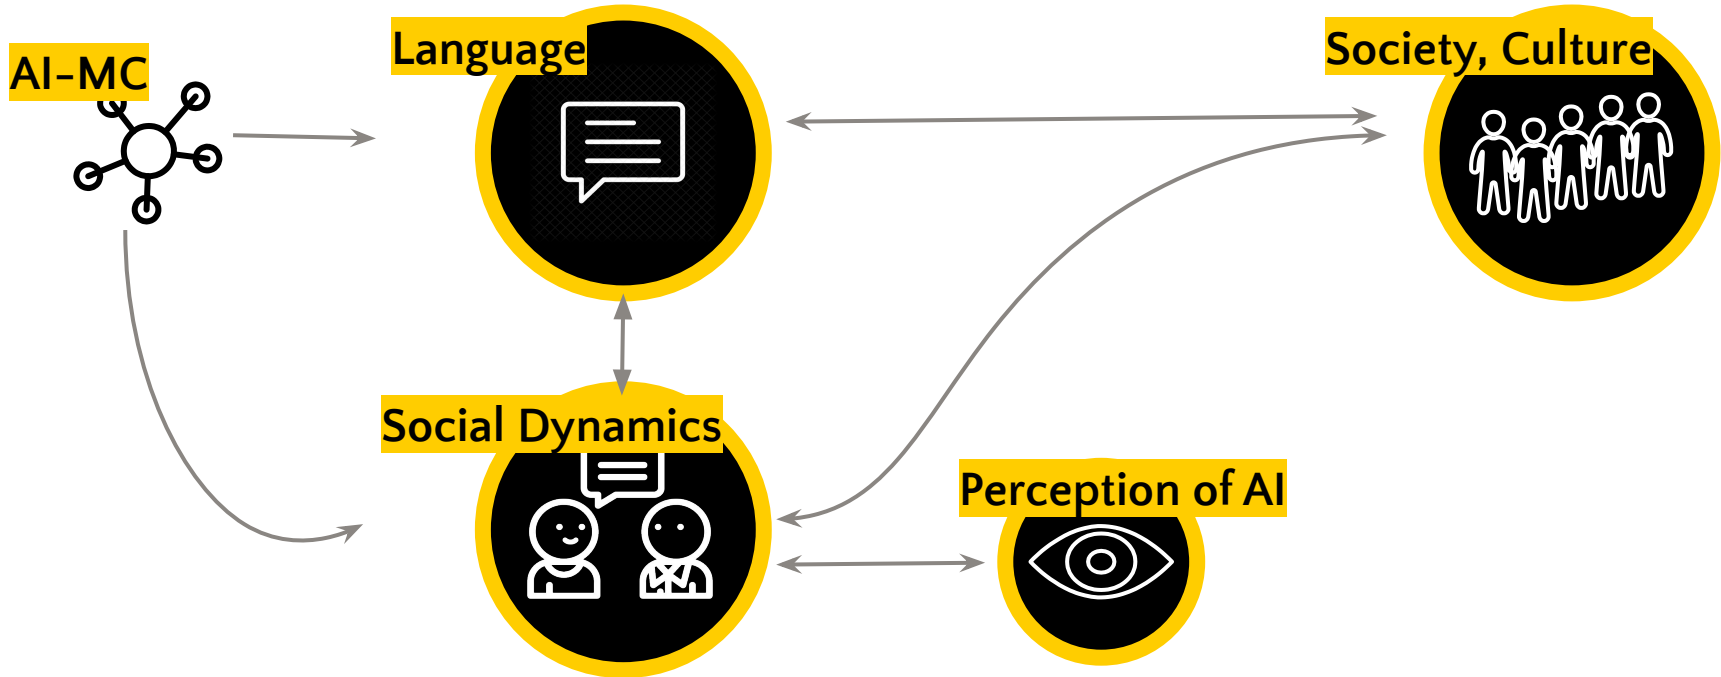 AI-MC
Language
Society, Culture
Social Dynamics
Perception of AI